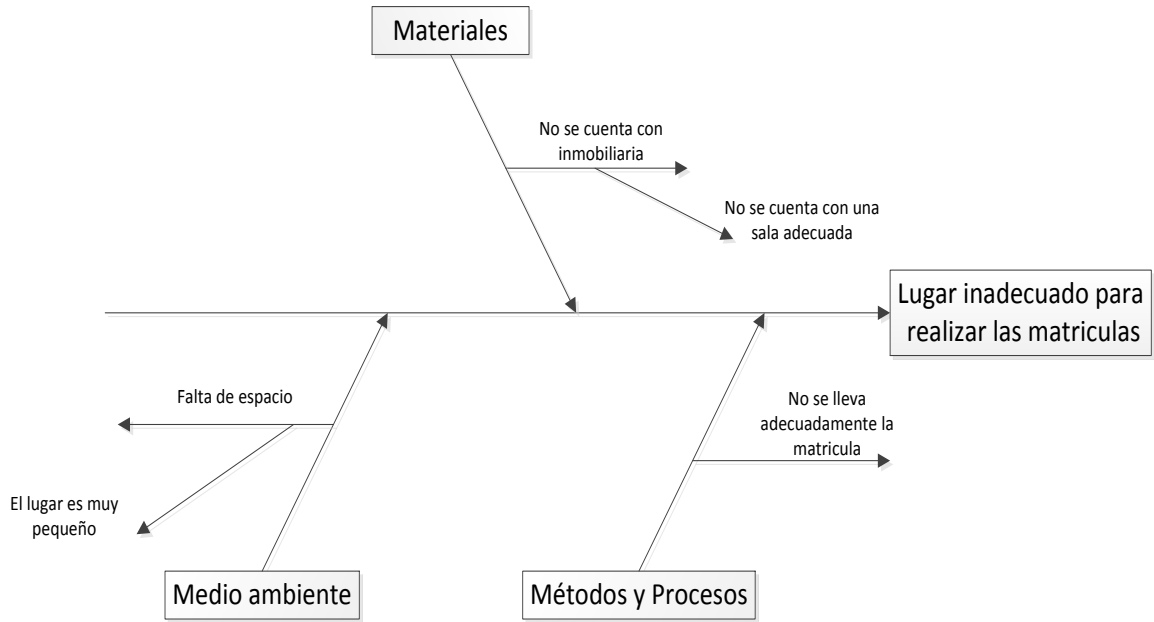 Materiales
No se cuenta con
inmobiliaria
No se cuenta con una
sala adecuada
Lugar inadecuado para
realizar las matriculas
Falta de espacio
No se lleva
adecuadamente la
matricula
El lugar es muy
pequeño
Medio ambiente
Métodos y Procesos